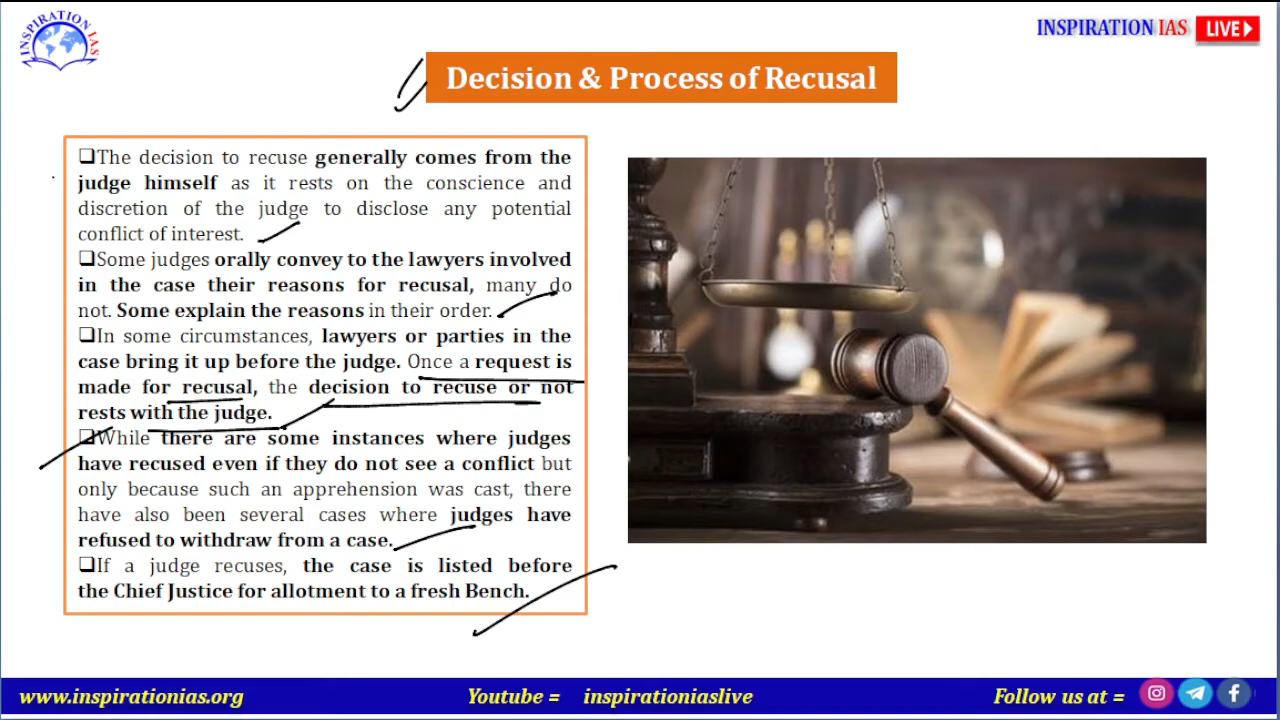 INSPIRATION IAS
INSPIRATION IAS LIVE
Decision & Process of Recusal
❑The decision to recuse generally comes from the
judge himself as it rests on the conscience and
discretion of the judge to disclose any potential
conflict of interest.
❑Some judges orally convey to the lawyers involved
in the case their reasons for recusal, many do
not. Some explain the reasons in their order.
❑In some circumstances, lawyers or parties in the
case bring it up before the judge. Once a request is
made for recusal, the decision to recuse or not
rests with the judge.
❑While there are some instances where judges
have recused even if they do not see a conflict but
only because such an apprehension was cast, there
have also been several cases where judges have
refused to withdraw from a case.
❑If a judge recuses, the case is listed before
the Chief Justice for allotment to a fresh Bench.
www.inspirationias.org Youtube = inspirationiaslive Follow us at =